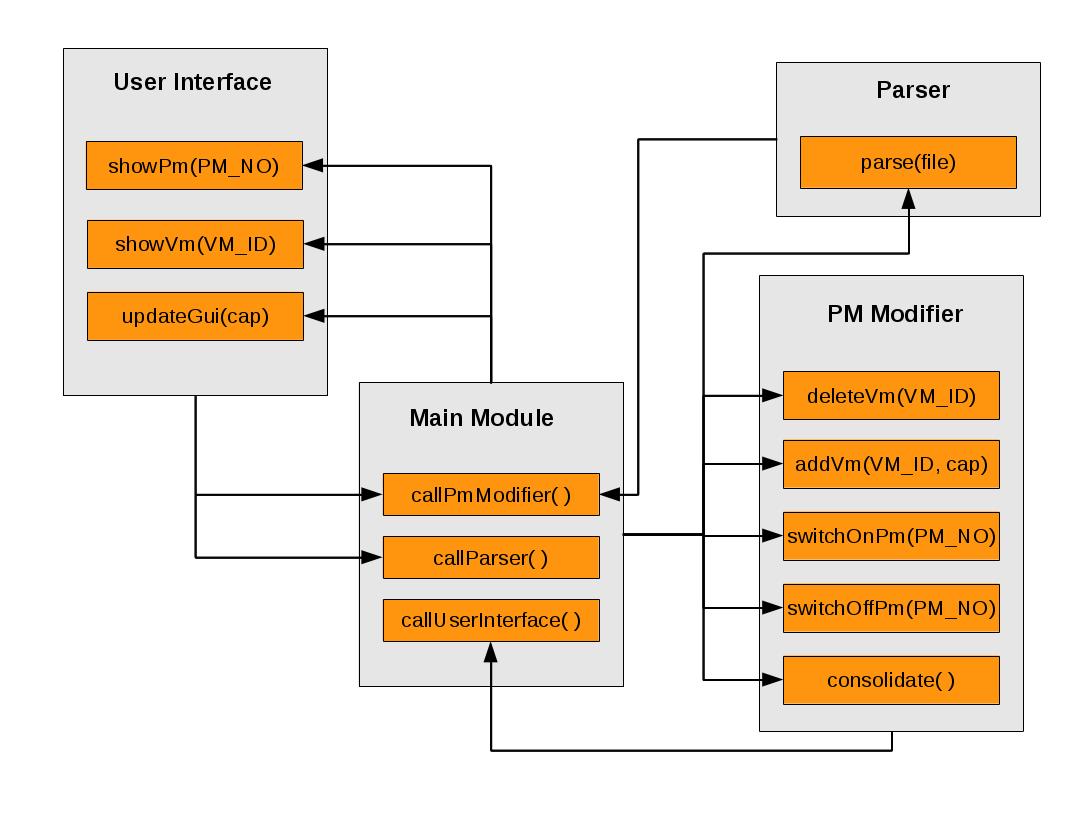 User Interface
showPm(PM_NO)
showVm(VM_ID)
updateGui(cap)
Parser
parse(file)
Main Module
callPmModifier( )
callParser( )
callUserInterface( )
PM Modifier
deleteVm(VM_ID)
addVm(VM_ID, cap)
switchOnPm(PM_NO)
switchOffPm(PM_NO)
consolidate( )